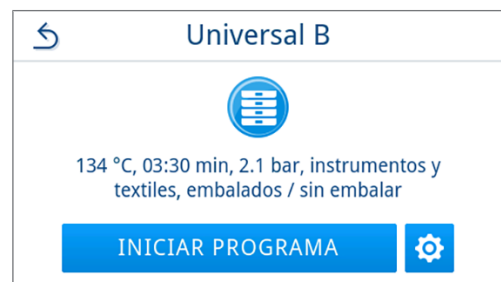 Universal B
134 °C, 03:30 min, 2.1 bar, instrumentos y
textiles, embalados / sin embalar
INICIAR PROGRAMA